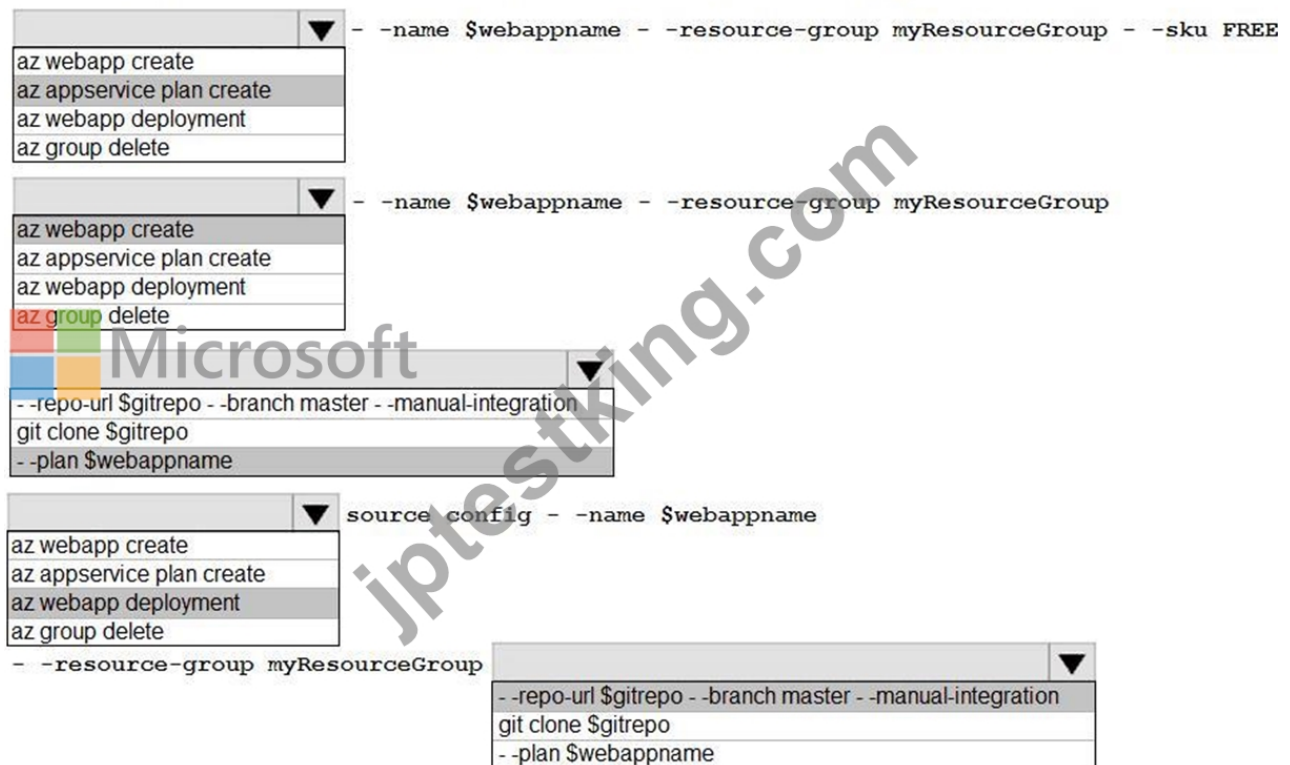 - -name $webappname - -resource-group myResourceGroup - -sku FREE
az webapp create
az appservice plan create
az webapp deployment
az group delete
- -name $webappname - -resource-group myResourceGroup
az webapp create
az appservice plan create
az webapp deployment
az group delete
Microsoft
- -repo-url $gitrepo - -branch master - -manual-integration
git clone $gitrepo
- -plan $webappname
source config - -name $webappname
az webapp create
az appservice plan create
az webapp deployment
az group delete
- -resource-group myResourceGroup
- -repo-url $gitrepo - -branch master - -manual-integration
git clone $gitrepo
- -plan $webappname
jptestking.com